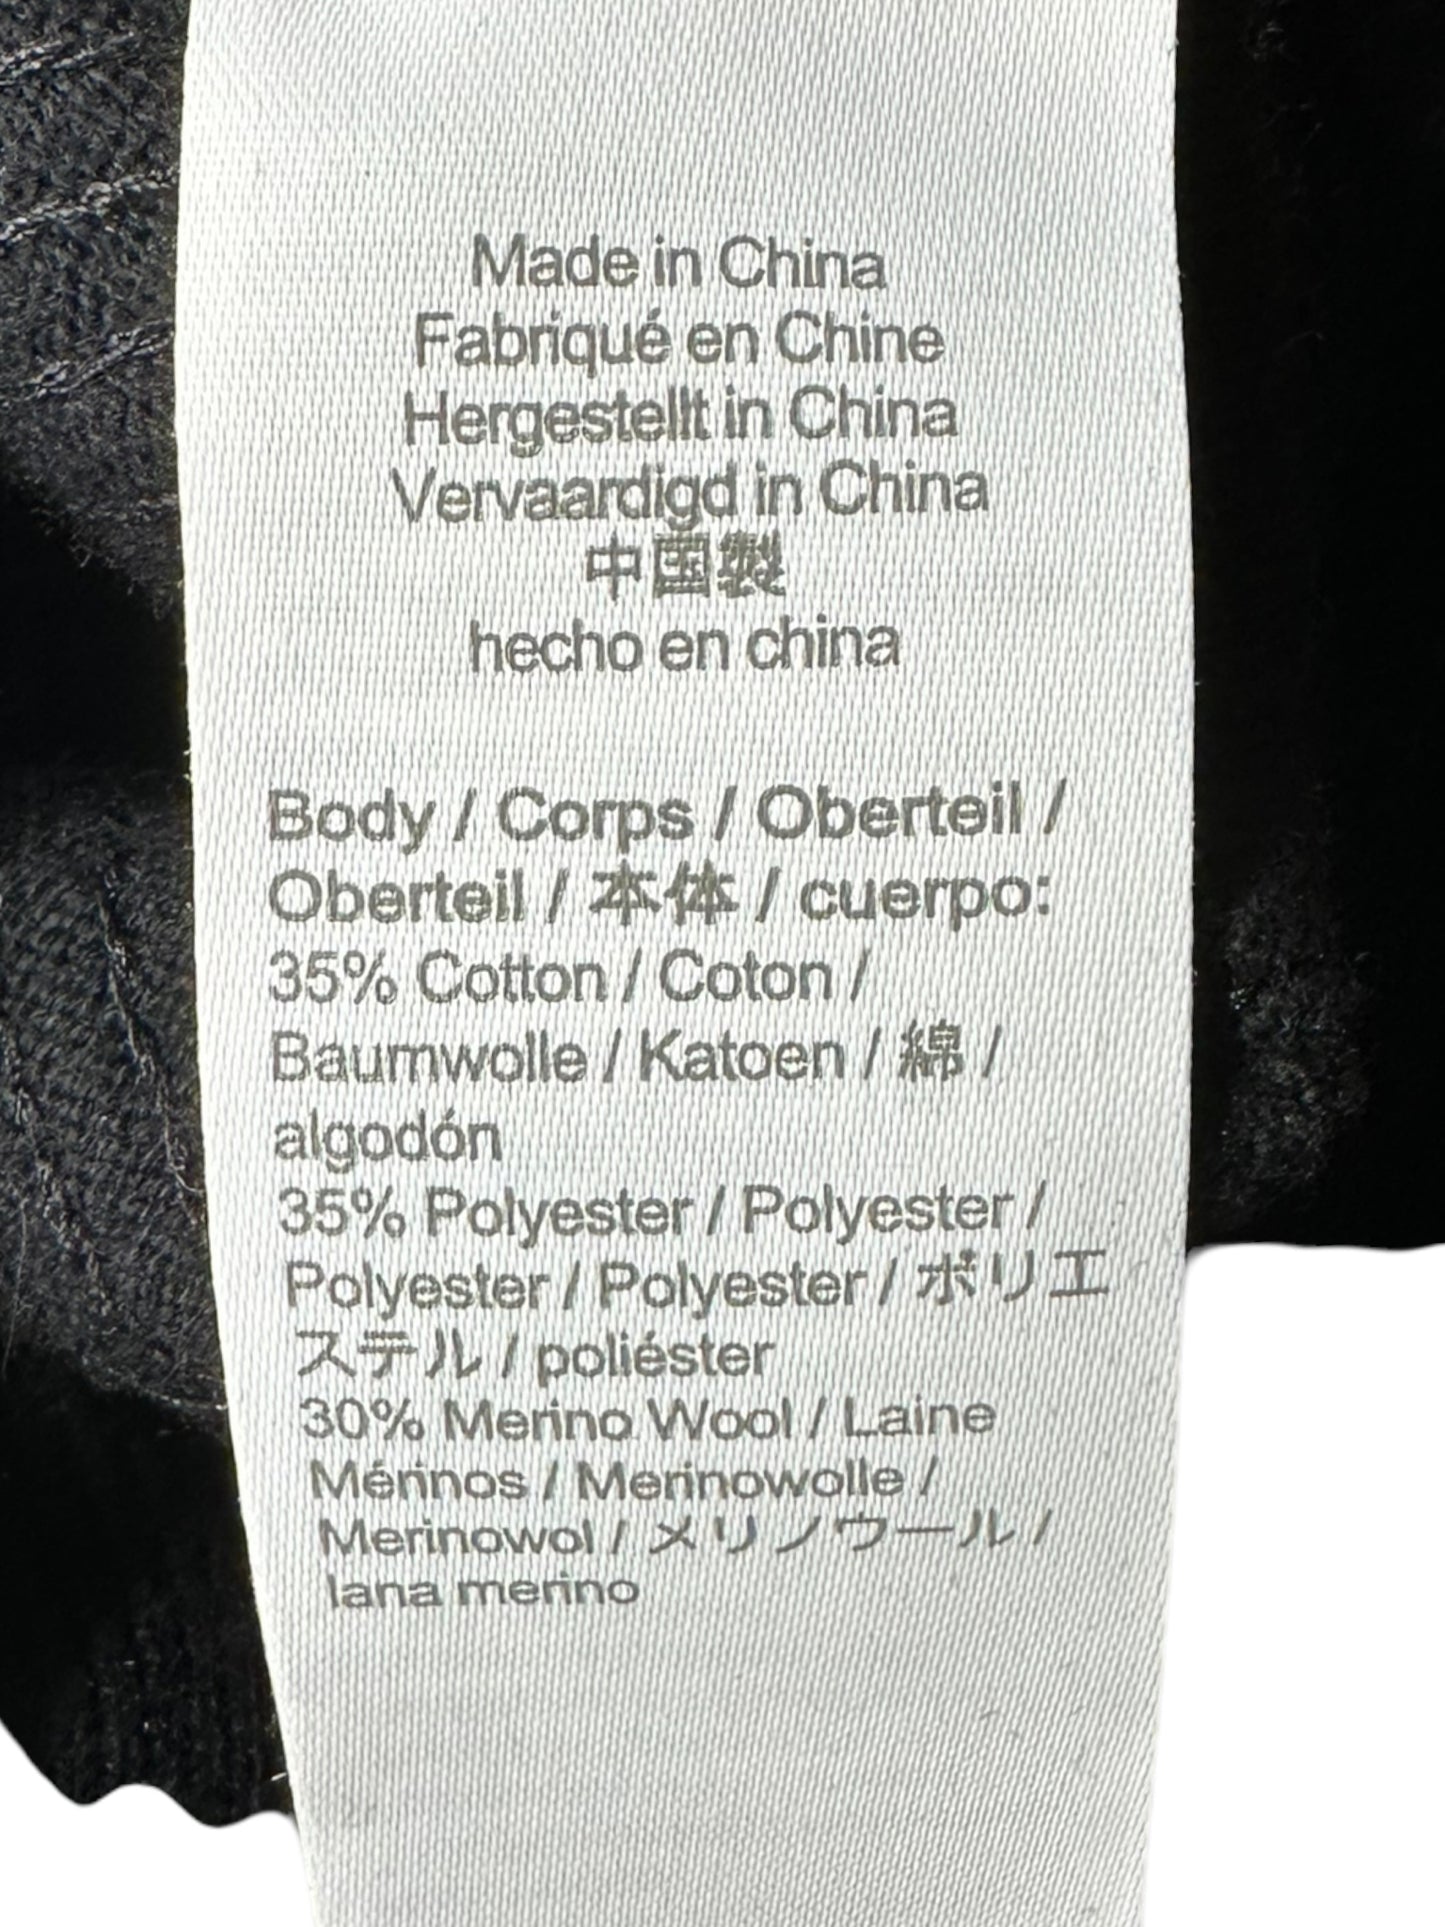 Made in China
Fabriqué en Chine
Hergestellt in China
Vervaardigd in China
中国製
hecho en china
Body / Corps / Oberteil /
Oberteil / 本体 / cuerpo:
35% Cotton / Coton /
Baumwolle / Katoen / 綿 /
algodón
35% Polyester / Polyester /
Polyester / Polyester / ポリエ
ステル / poliéster
30% Merino Wool / Laine
Mérinos / Merinowolle /
Merinowol / メリノウール /
lana merino